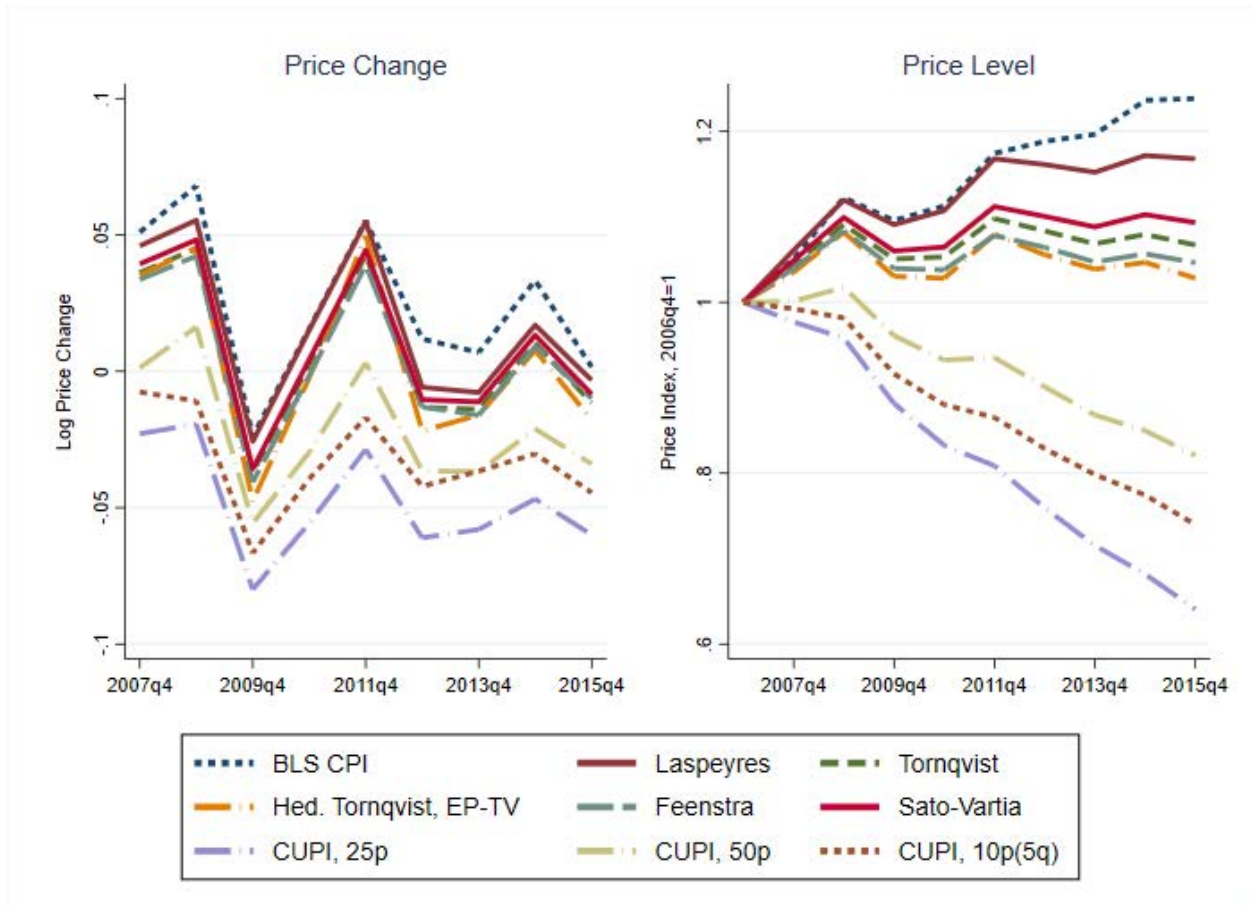 Price Change
Price Level
Log Price Change
.1
.05
0
-.05
-.1
2007q4 2009q4 2011q4 2013q4 2015q4
Price Index, 2006q4=1
1.2
1
.8
.6
2007q4 2009q4 2011q4 2013q4 2015q4
BLS CPI Laspeyres Tornqvist
Hed. Tornqvist, EP-TV Feenstra Sato-Vartia
CUPI, 25p CUPI, 50p CUPI, 10p(5q)